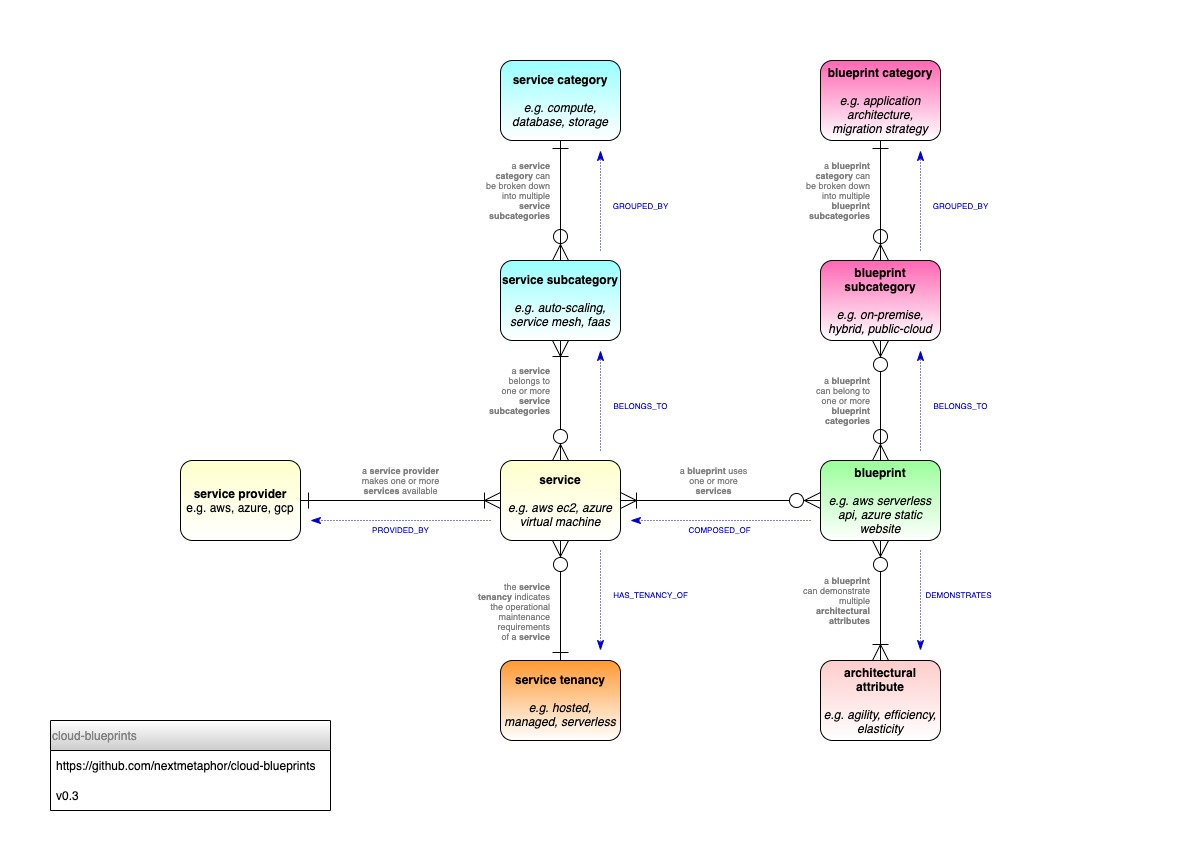 service category
e.g. compute,
database, storage
blueprint category
e.g. application
architecture,
migration strategy
a service
category can
be broken down
into multiple
service
subcategories
GROUPED_BY
a blueprint
category can
be broken down
into multiple
blueprint
subcategories
GROUPED_BY
service subcategory
e.g. auto-scaling,
service mesh, faas
blueprint
subcategory
e.g. on-premise,
hybrid, public-cloud
a service
belongs to
one or more
service
subcategories
BELONGS_TO
a blueprint
can belong to
one or more
blueprint
categories
BELONGS_TO
service provider
e.g. aws, azure, gcp
a service provider
makes one or more
services available
PROVIDED_BY
service
e.g. aws ec2, azure
virtual machine
a blueprint uses
one or more
services
COMPOSED_OF
blueprint
e.g. aws serverless
api, azure static
website
the service
tenancy indicates
the operational
maintenance
requirements
of a service
HAS_TENANCY_OF
a blueprint
can demonstrate
multiple
architectural
attributes
DEMONSTRATES
service tenancy
e.g. hosted,
managed, serverless
architectural
attribute
e.g. agility, efficiency,
elasticity
cloud-blueprints
https://github.com/nextmetaphor/cloud-blueprints
v0.3